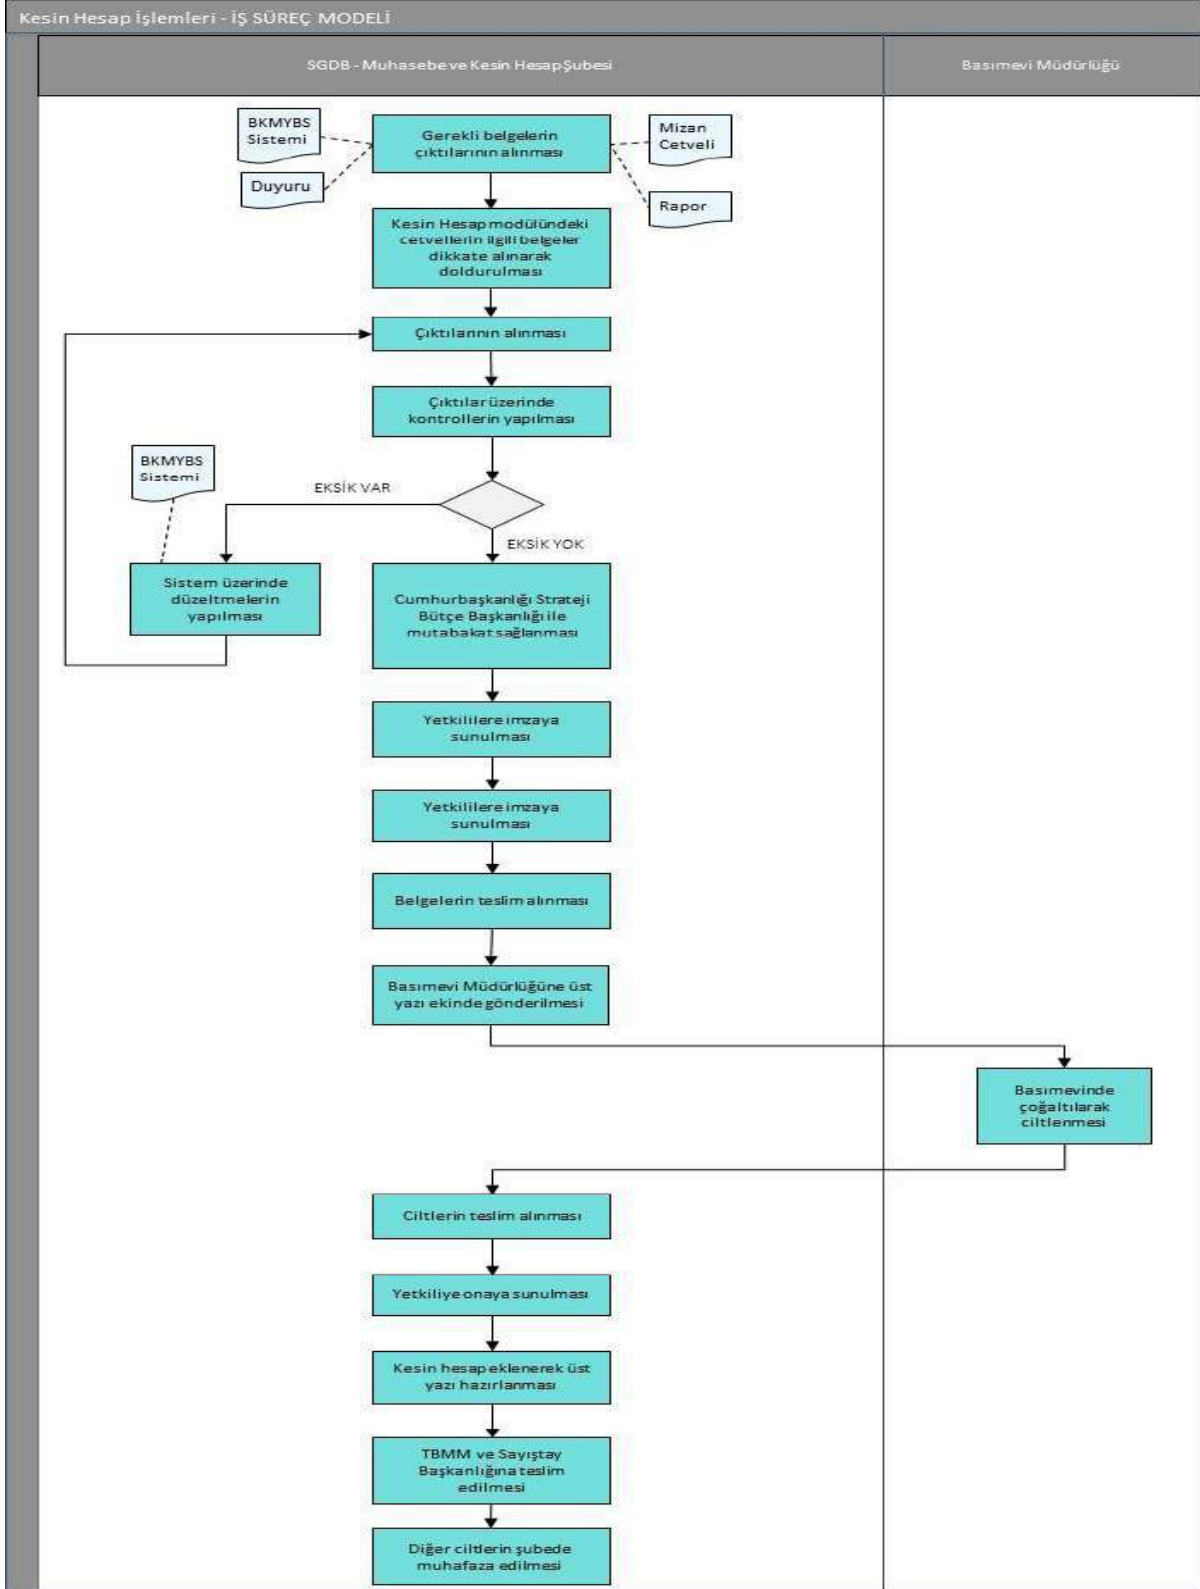 Kesin Hesap İşlemleri - İŞ SÜREÇ MODELİ
SGDB - Muhasebe ve Kesin Hesap Şubesi
Basımevi Müdürlüğü
BKMYBS
Sistemi
Duyuru
Gerekli belgelerin
çıktılarının alınması
Mizan
Cetveli
Rapor
Kesin Hesap modülündeki
cetvellerin ilgili belgeler
dikkate alınarak
doldurulması
Çıktılarının alınması
Çıktılar üzerinde
kontrollerin yapılması
BKMYBS
Sistemi
EKSİK VAR
EKSİK YOK
Sistem üzerinde
düzeltmelerin
yapılması
Cumhurbaşkanlığı Strateji
Bütçe Başkanlığı ile
mutabakat sağlanması
Yetkililere imzaya
sunulması
Yetkililere imzaya
sunulması
Belgelerin teslim alınması
Basımevi Müdürlüğüne üst
yazı ekinde gönderilmesi
Basımevinde
çoğaltılarak
ciltlenmesi
Ciltlerin teslim alınması
Yetkiliye onaya sunulması
Kesin hesap eklenerek üst
yazı hazırlanması
TBMM ve Sayıştay
Başkanlığına teslim
edilmesi
Diğer ciltlerin şubede
muhafaza edilmesi